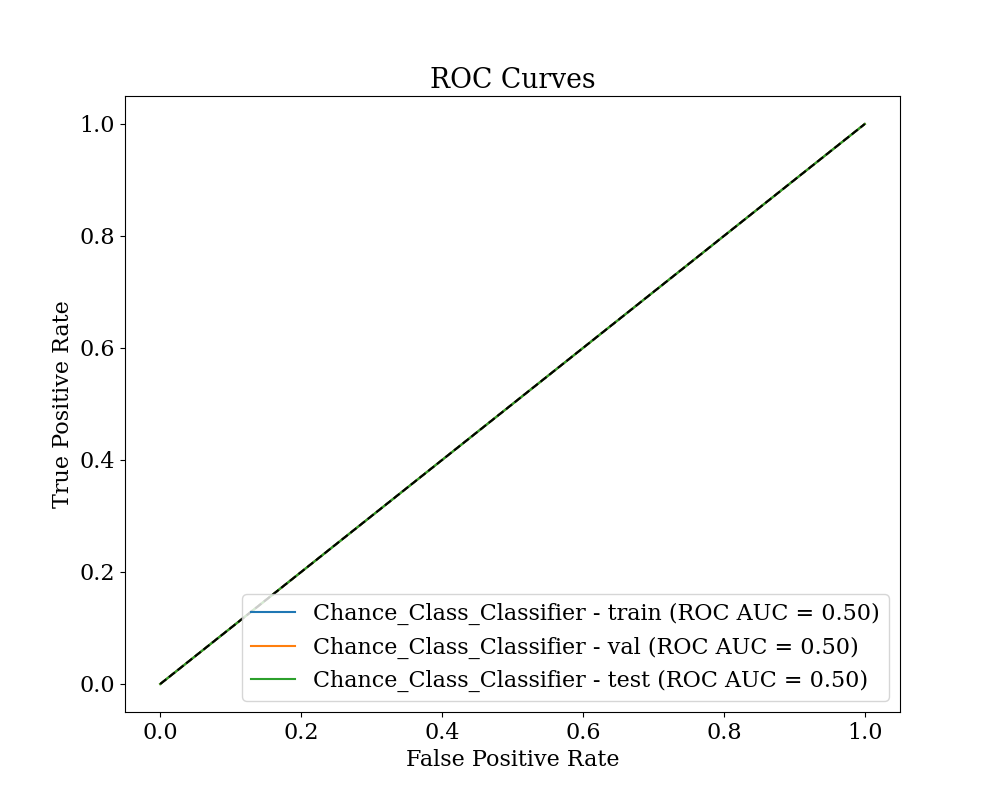 ROC Curves
1.0
0.8
0.6
0.4
0.2
0.0
True Positive Rate
Chance_Class_Classifier - train (ROC AUC = 0.50)
Chance_Class_Classifier - val (ROC AUC = 0.50)
Chance_Class_Classifier - test (ROC AUC = 0.50)
0.0 0.2 0.4 0.6 0.8 1.0
False Positive Rate